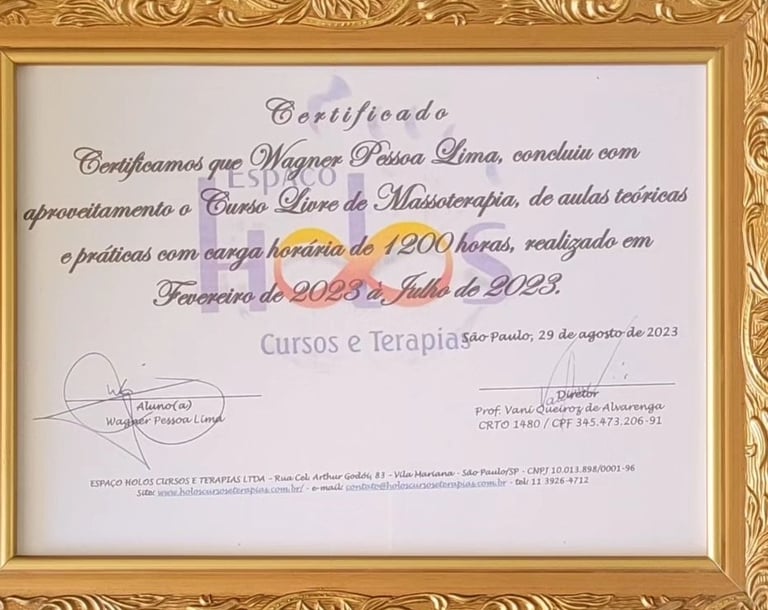 Certificado
Certificamos que Wagner Pessoa Lima, concluiu com
Espaço
aproveitamento o Curso Livre de Massoterapia, de aulas teóricas
e práticas com carga horária de 1200 horas, realizado em
Holos
Fevereiro de 2023 à Julho de 2023.
Cursos e Terapias
São Paulo, 29 de agosto de 2023
Aluno(a)
Wagner Pessoa Lima
Diretor
Prof. Vani Queiroz de Alvarenga
CRTO 1480 / CPF 345.473.206-91
ESPAÇO HOLOS CURSOS E TERAPIAS LTDA - Rua Cel. Arthur Godói, 83 - Vila Mariana - São Paulo/SP - CNPJ 10.013.898/0001-96
Site: www.holoscursoseterapias.com.br/ - e-mail: contato@holoscursoseterapias.com.br - tel: 11 3926-4712